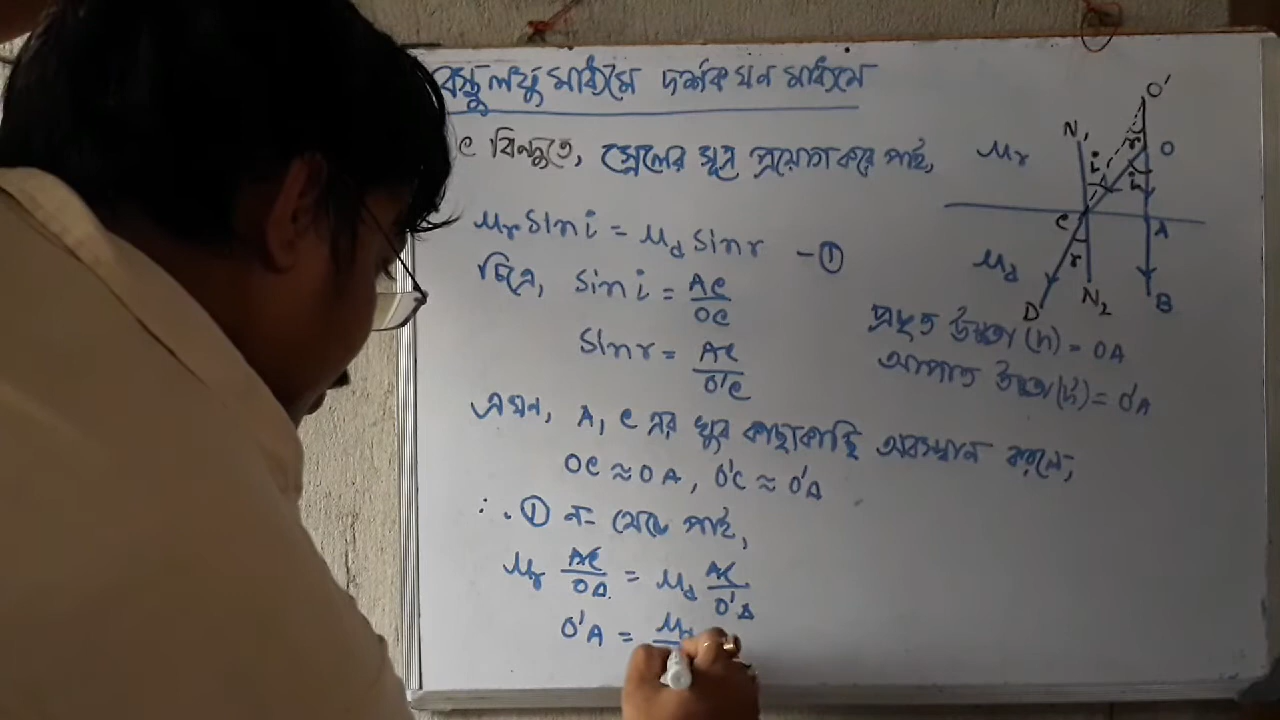 বস্তু লঘু মাধ্যমে দর্শক ঘন মাধ্যমে
C বিন্দুতে, স্নেলের সূত্র প্রয়োগ করে পাই,
μr sin i = μd sin r - ①
চিত্রে, sin i = AC/OC
sin r = AC/O'C
এখন, A, C এর খুব কাছাকাছি অবস্থান করলে,
OC ≈ OA, O'C ≈ O'A
∴ ① নং থেকে পাই,
μr AC/OA = μd AC/O'A
O'A = μd
O'
N1
μr
r
O
i
i
C
A
μd
r
D
N2
B
প্রকৃত উচ্চতা (h) = OA
আপাত উচ্চতা (h') = O'A